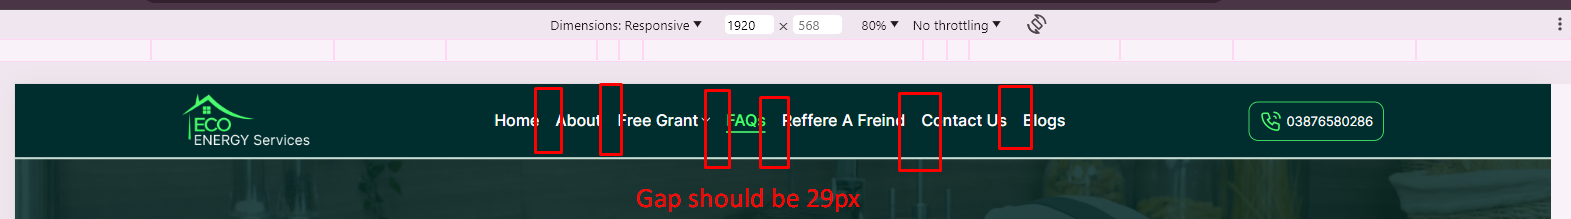 Dimensions: Responsive ▼ 1920 × 568 80% ▼ No throttling ▼
ECO
ENERGY Services
Home About Free Grant FAQs Reffere A Freind Contact Us Blogs 03876580286
Gap should be 29px